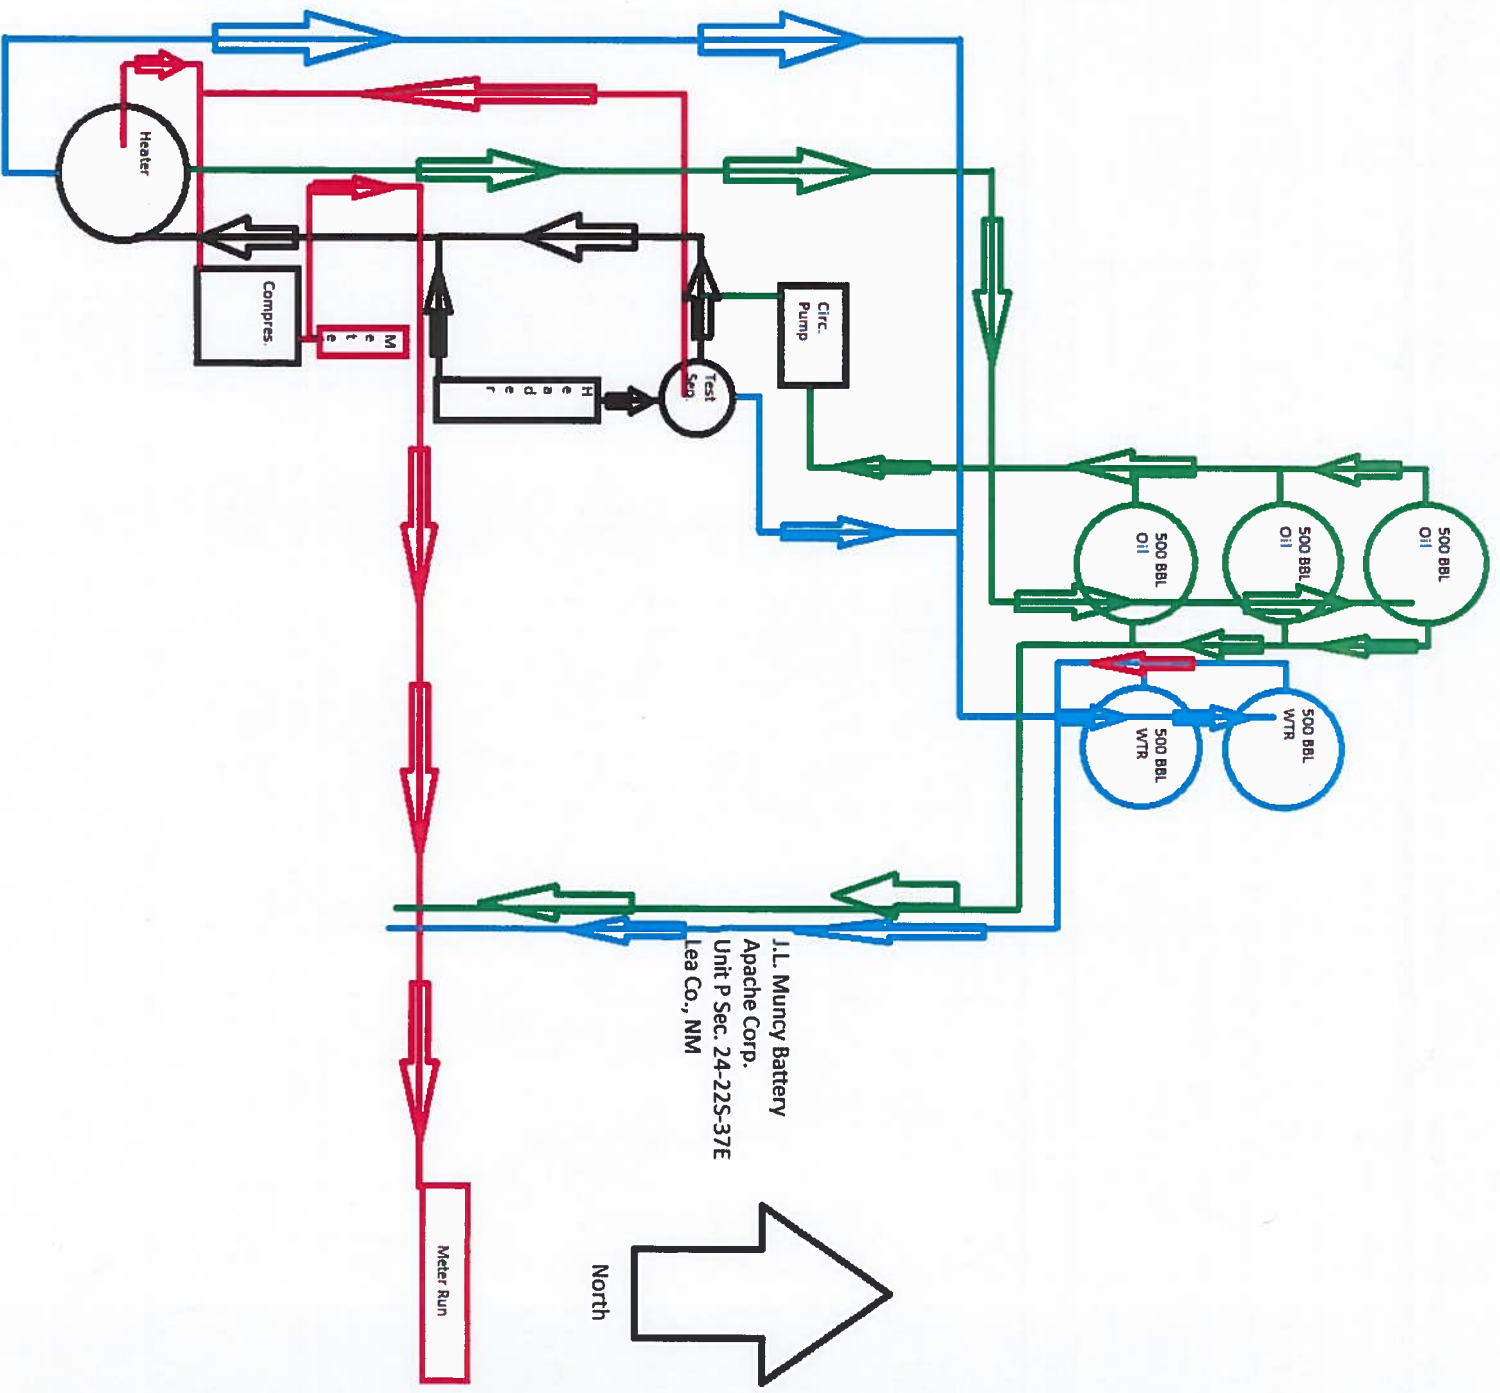 Heater
Compres.
M e t e
H e a d e r
Test
Sep.
Circ.
Pump
500 BBL
Oil
500 BBL
Oil
500 BBL
Oil
500 BBL
WTR
500 BBL
WTR
J.L. Muncy Battery
Apache Corp.
Unit P Sec. 24-22S-37E
Lea Co., NM
North
Meter Run